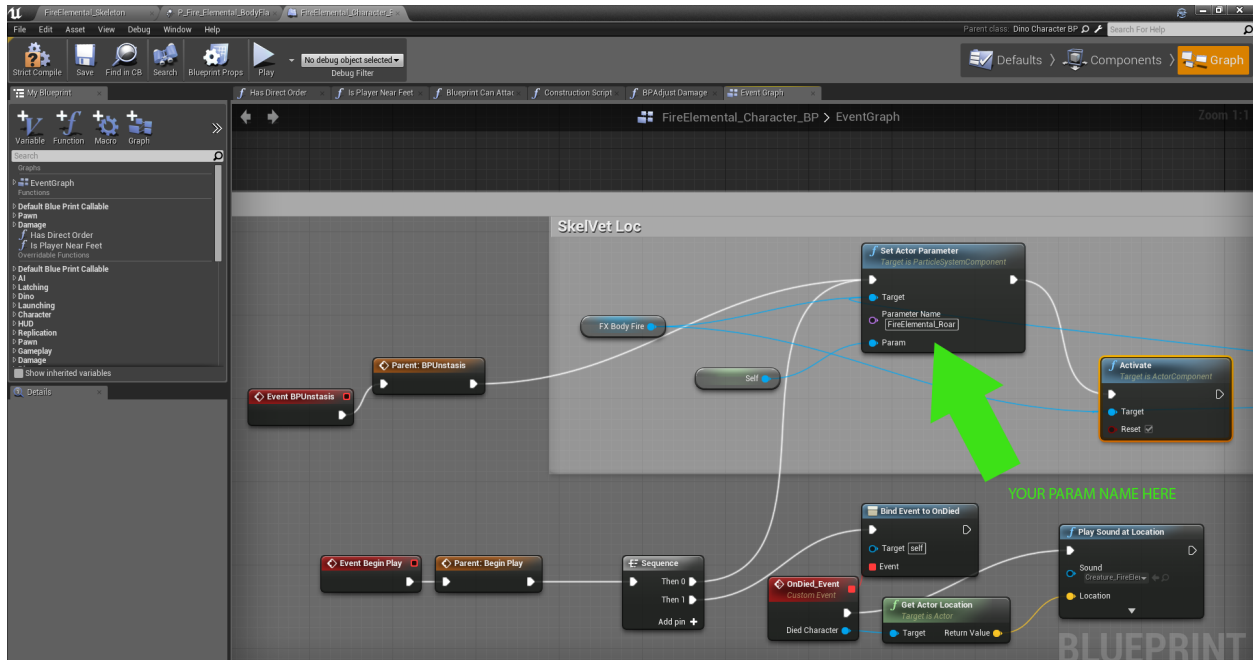 FireElemental_Skeleton
P_Fire_Elemental_BodyFla
FireElemental_Character_E
File Edit Asset View Debug Window Help
Parent class: Dino Character BP
Search For Help
Strict Compile Save Find in CB Search Blueprint Props Play
No debug object selected
Debug Filter
Defaults Components Graph
My Blueprint
f Has Direct Order f Is Player Near Feet f Blueprint Can Attac f Construction Script f BPAdjust Damage Event Graph
Variable Function Macro Graph
FireElemental_Character_BP > EventGraph
Zoom 1:1
Search
Graphs
EventGraph
Functions
Default Blue Print Callable
Pawn
Damage
f Has Direct Order
f Is Player Near Feet
Overridable Functions
Default Blue Print Callable
AI
Latching
Dino
Launching
Character
HUD
Replication
Pawn
Gameplay
Damage
Show inherited variables
Details
SkelVet Loc
f Set Actor Parameter
Target is ParticleSystemComponent
Target
Parameter Name
FireElemental_Roar
Param
FX Body Fire
Self
Parent: BPUnstasis
Event BPUnstasis
f Activate
Target is ActorComponent
Target
Reset
YOUR PARAM NAME HERE
Bind Event to OnDied
Target self
Event
f Play Sound at Location
Sound
Creature_FireEler
Location
Event Begin Play
Parent: Begin Play
Sequence
Then 0
Then 1
Add pin +
OnDied_Event
Custom Event
Died Character
f Get Actor Location
Target is Actor
Target Return Value
BLUEPRINT